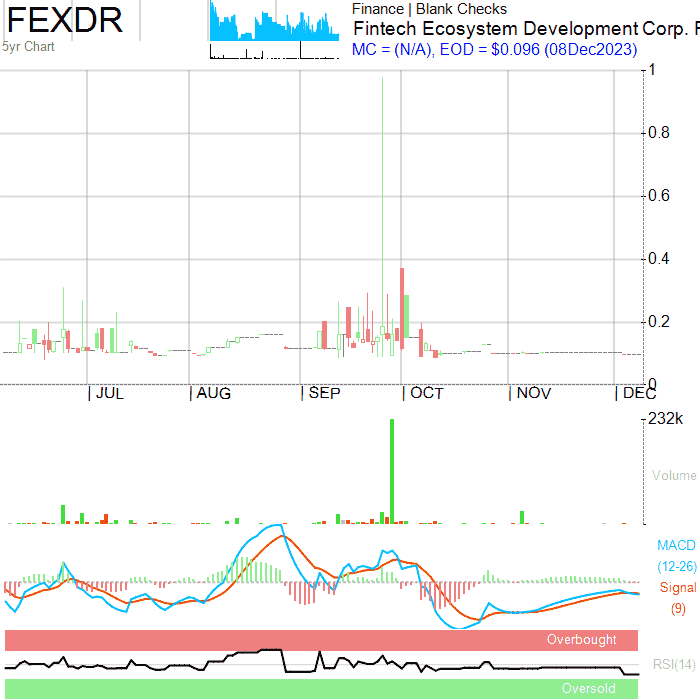 FEXDR
5yr Chart
Finance | Blank Checks
Fintech Ecosystem Development Corp.
MC = (N/A), EOD = $0.096 (08Dec2023)
1
0.8
0.6
0.4
0.2
0
| JUL | AUG | SEP | OCT | NOV | DEC
232k
Volume
MACD
(12-26)
Signal
(9)
Overbought
RSI(14)
Oversold